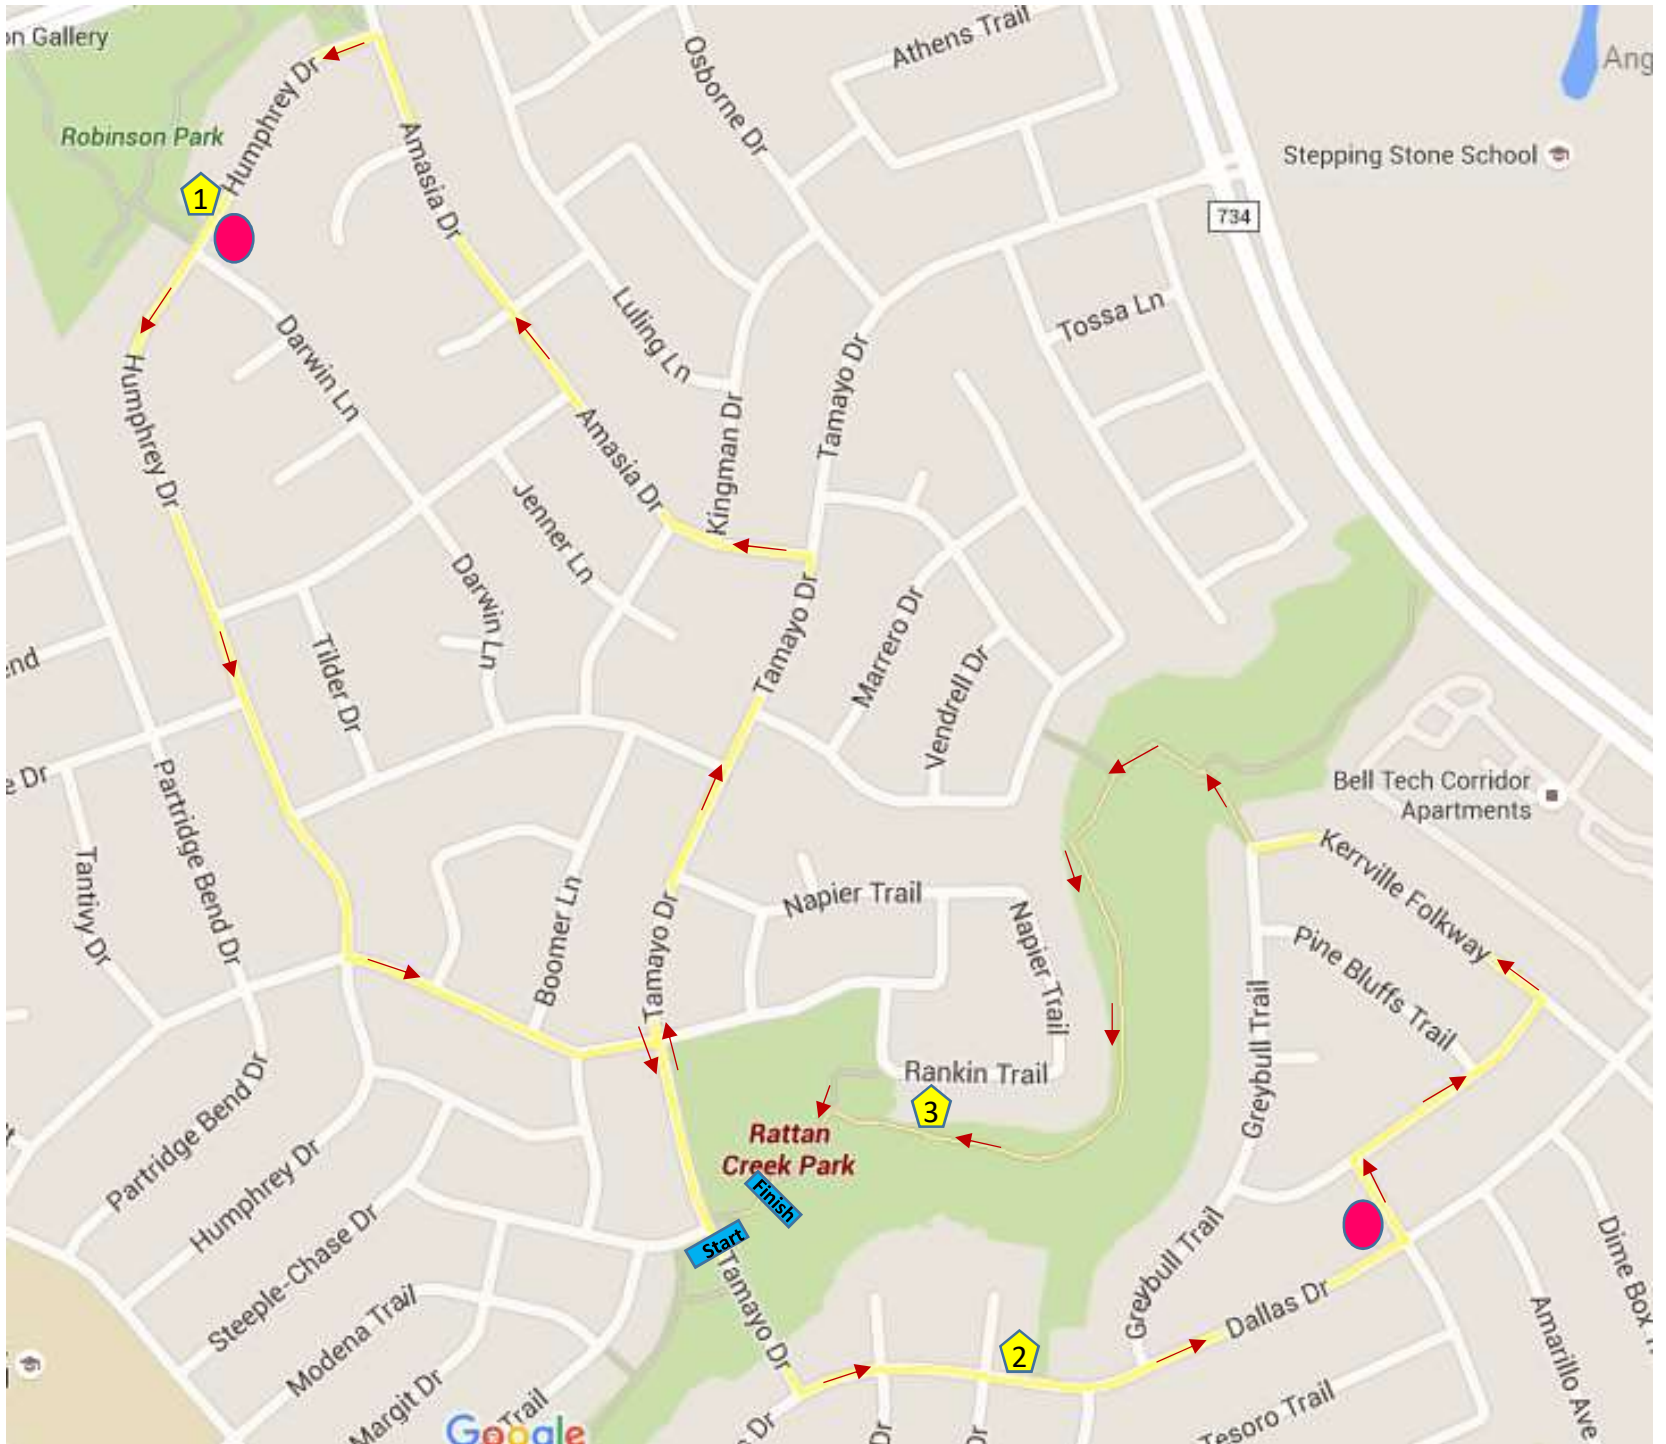 on Gallery
Athens Trail
Ang
Osborne Dr
Humphrey Dr
Robinson Park
Stepping Stone School
Amasia Dr
1
734
Luling Ln
Tossa Ln
Darwin Ln
Tamayo Dr
Humphrey Dr
Kingman Dr
Amasia Dr
Jenner Ln
Darwin Ln
Tamayo Dr
Marrero Dr
end
Tilder Dr
Vendrell Dr
e Dr
Partridge Bend Dr
Bell Tech Corridor
Apartments
Kerrville Folkway
Tantivy Dr
Boomer Ln
Napier Trail
Tamayo Dr
Napier Trail
Pine Bluffs Trail
Greybull Trail
Rankin Trail
3
Partridge Bend Dr
Rattan
Creek Park
Humphrey Dr
Finish
Start
Steeple-Chase Dr
Greybull Trail
Dime Box T
Tamayo Dr
Modena Trail
Dallas Dr
2
Amarillo Ave
Margit Dr
Trail
Google
Dr
Dr
Dr
Tesoro Trail